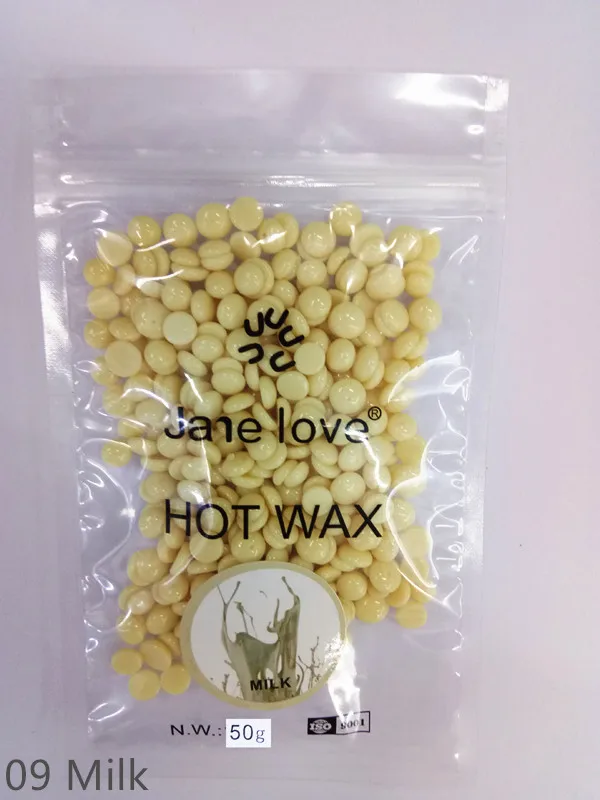 Jane love®
HOT WAX
MILK
N.W.: 50g
ISO 9001
09 Milk